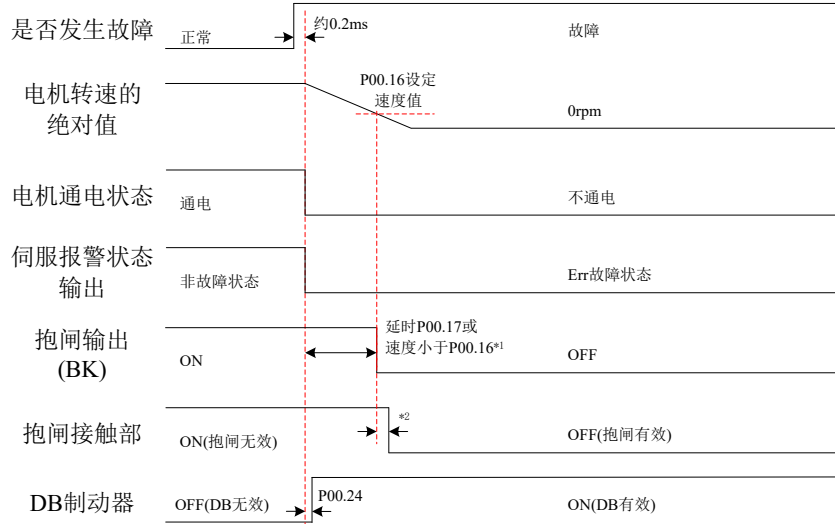 是否发生故障
正常
约0.2ms
故障
电机转速的
绝对值
P00.16设定
速度值
0rpm
电机通电状态
通电
不通电
伺服报警状态
输出
非故障状态
Err故障状态
抱闸输出
(BK)
ON
延时P00.17或
速度小于P00.16*1
OFF
抱闸接触部
ON(抱闸无效)
*2
OFF(抱闸有效)
DB制动器
OFF(DB无效)
P00.24
ON(DB有效)